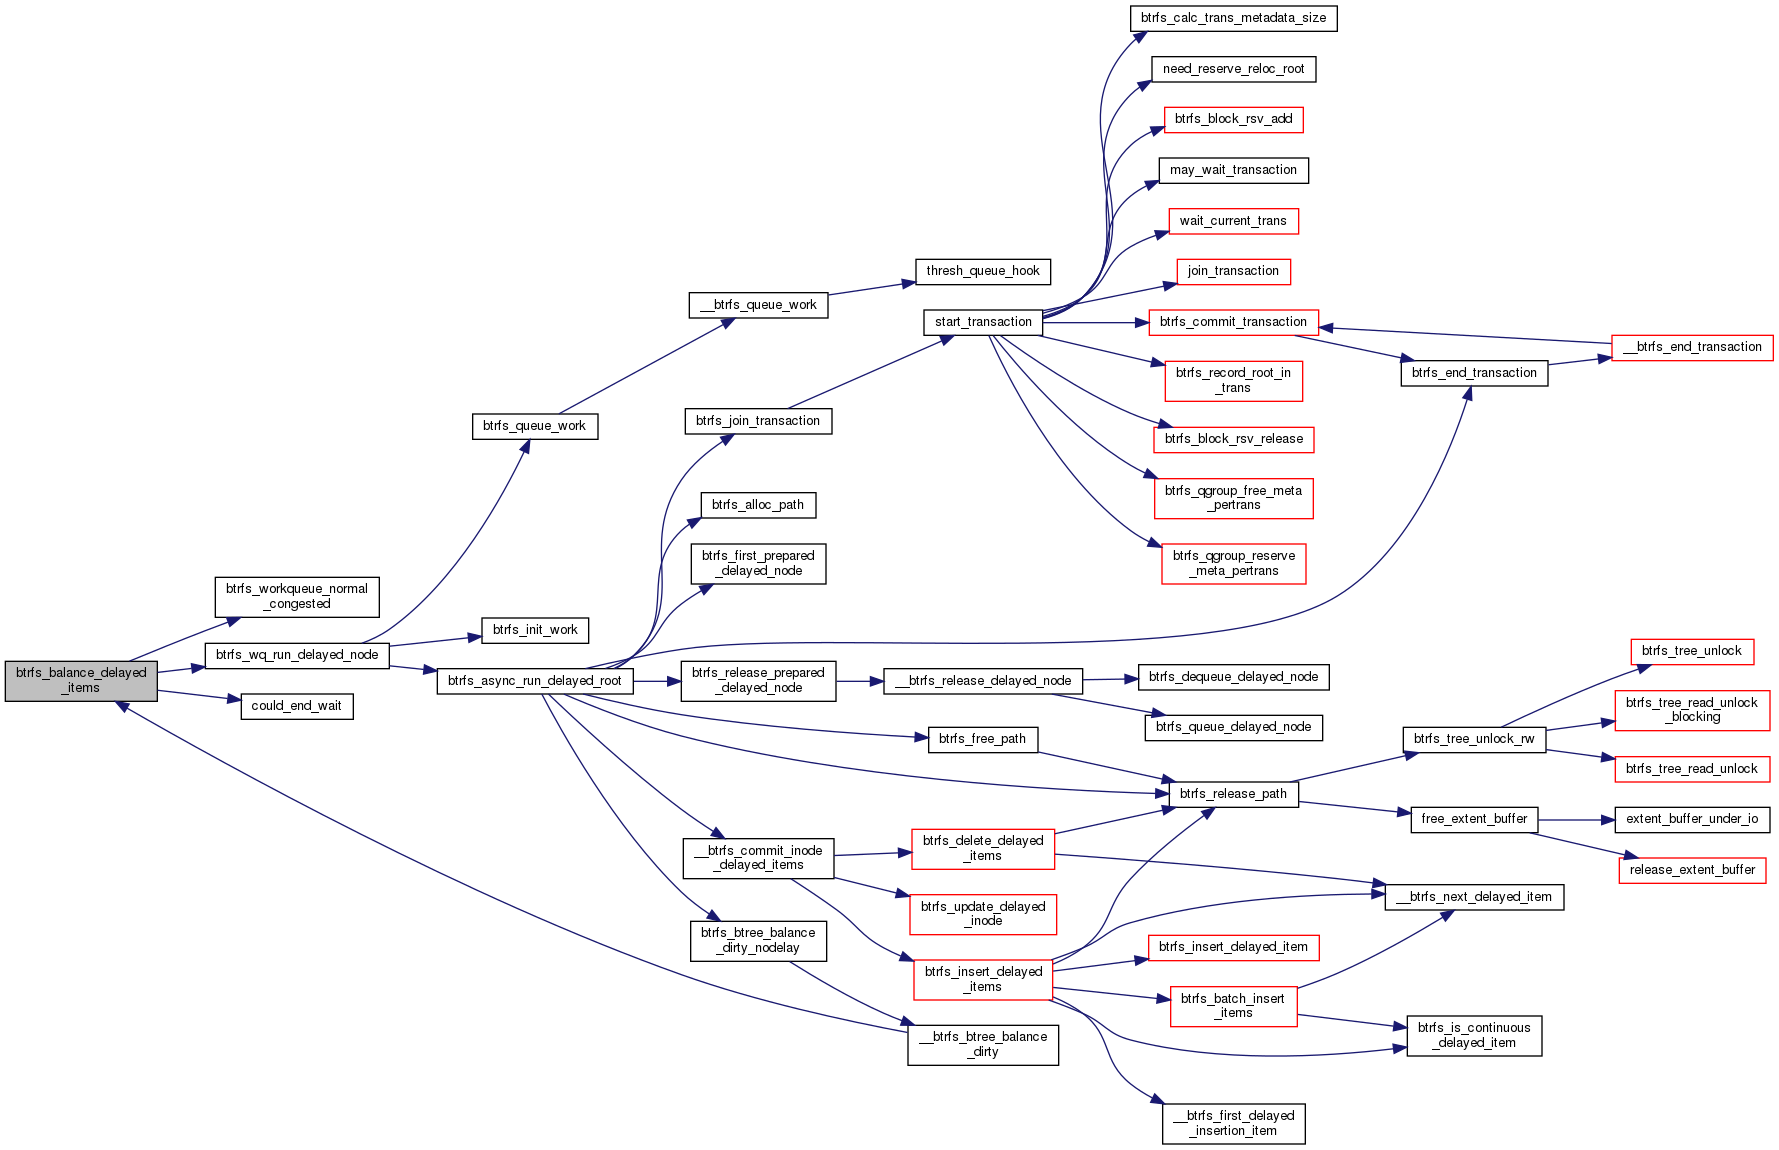 btrfs_calc_trans_metadata_size
need_reserve_reloc_root
btrfs_block_rsv_add
may_wait_transaction
wait_current_trans
thresh_queue_hook
join_transaction
__btrfs_queue_work
start_transaction
btrfs_commit_transaction
__btrfs_end_transaction
btrfs_record_root_in
_trans
btrfs_end_transaction
btrfs_join_transaction
btrfs_queue_work
btrfs_block_rsv_release
btrfs_alloc_path
btrfs_qgroup_free_meta
_pertrans
btrfs_first_prepared
_delayed_node
btrfs_qgroup_reserve
_meta_pertrans
btrfs_workqueue_normal
_congested
btrfs_init_work
btrfs_wq_run_delayed_node
btrfs_tree_unlock
btrfs_balance_delayed
_items
btrfs_async_run_delayed_root
btrfs_release_prepared
_delayed_node
__btrfs_release_delayed_node
btrfs_dequeue_delayed_node
could_end_wait
btrfs_tree_read_unlock
_blocking
btrfs_queue_delayed_node
btrfs_free_path
btrfs_tree_unlock_rw
btrfs_tree_read_unlock
btrfs_release_path
free_extent_buffer
extent_buffer_under_io
btrfs_delete_delayed
_items
__btrfs_commit_inode
_delayed_items
release_extent_buffer
__btrfs_next_delayed_item
btrfs_update_delayed
_inode
btrfs_btree_balance
_dirty_nodelay
btrfs_insert_delayed_item
btrfs_insert_delayed
_items
btrfs_batch_insert
_items
btrfs_is_continuous
_delayed_item
__btrfs_btree_balance
_dirty
__btrfs_first_delayed
_insertion_item